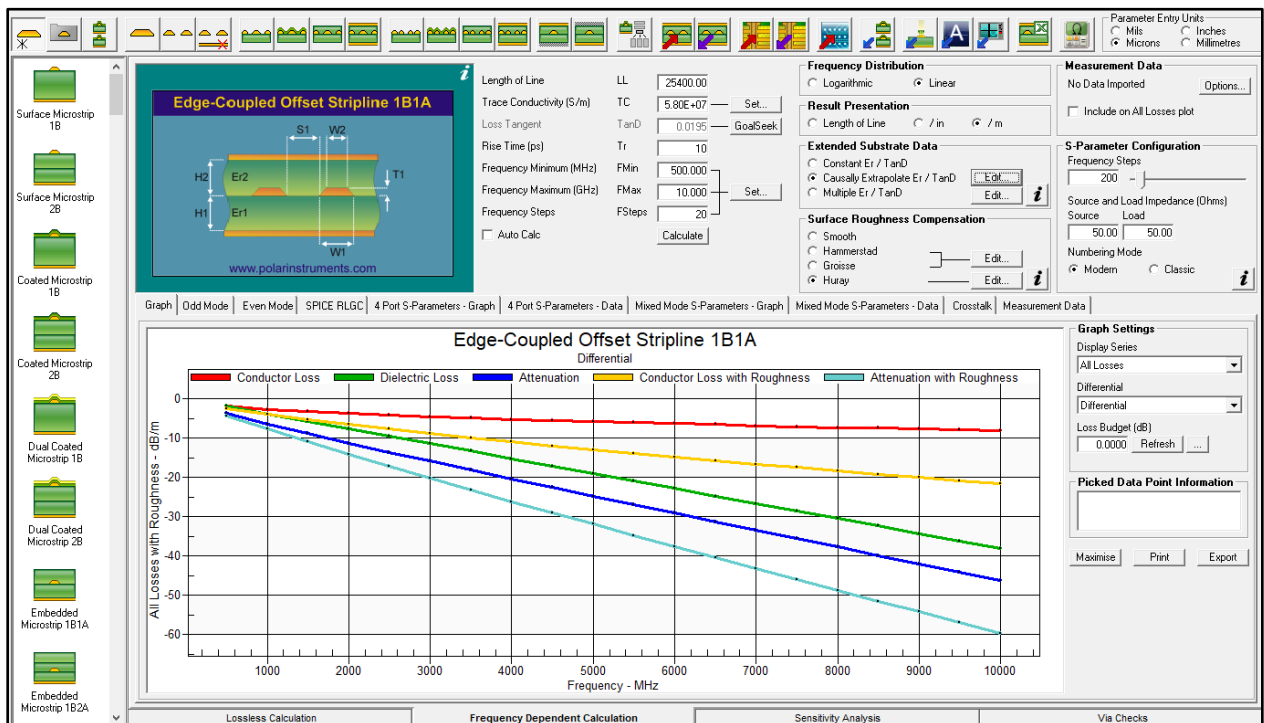 Parameter Entry Units
Mils
Inches
Microns
Millimetres
Surface Microstrip
1B
Surface Microstrip
2B
Coated Microstrip
1B
Coated Microstrip
2B
Dual Coated
Microstrip 1B
Dual Coated
Microstrip 2B
Embedded
Microstrip 1B1A
Embedded
Microstrip 1B2A
i
Edge-Coupled Offset Stripline 1B1A
S1
W2
H2
Er2
T1
H1
Er1
W1
www.polarinstruments.com
Length of Line LL 25400.00
Trace Conductivity (S/m) TC 5.80E+07 Set...
Loss Tangent TanD 0.0195 GoalSeek
Rise Time (ps) Tr 10
Frequency Minimum (MHz) FMin 500.000
Frequency Maximum (GHz) FMax 10.000 Set...
Frequency Steps FSteps 20
Auto Calc Calculate
Frequency Distribution
Logarithmic Linear
Result Presentation
Length of Line / in / m
Extended Substrate Data
Constant Er / TanD
Causally Extrapolate Er / TanD Edit...
Multiple Er / TanD Edit... i
Surface Roughness Compensation
Smooth
Hammerstad
Groisse Edit...
Huray Edit... i
Measurement Data
No Data Imported Options...
Include on All Losses plot
S-Parameter Configuration
Frequency Steps
200
Source and Load Impedance (Ohms)
Source Load
50.00 50.00
Numbering Mode
Modern Classic i
Graph Odd Mode Even Mode SPICE RLGC 4 Port S-Parameters - Graph 4 Port S-Parameters - Data Mixed Mode S-Parameters - Graph Mixed Mode S-Parameters - Data Crosstalk Measurement Data
Edge-Coupled Offset Stripline 1B1A
Differential
Conductor Loss Dielectric Loss Attenuation Conductor Loss with Roughness Attenuation with Roughness
All Losses with Roughness - dB/m
0
-10
-20
-30
-40
-50
-60
1000 2000 3000 4000 5000 6000 7000 8000 9000 10000
Frequency - MHz
Graph Settings
Display Series
All Losses
Differential
Differential
Loss Budget (dB)
0.0000 Refresh ...
Picked Data Point Information
Maximise Print Export
Lossless Calculation Frequency Dependent Calculation Sensitivity Analysis Via Checks